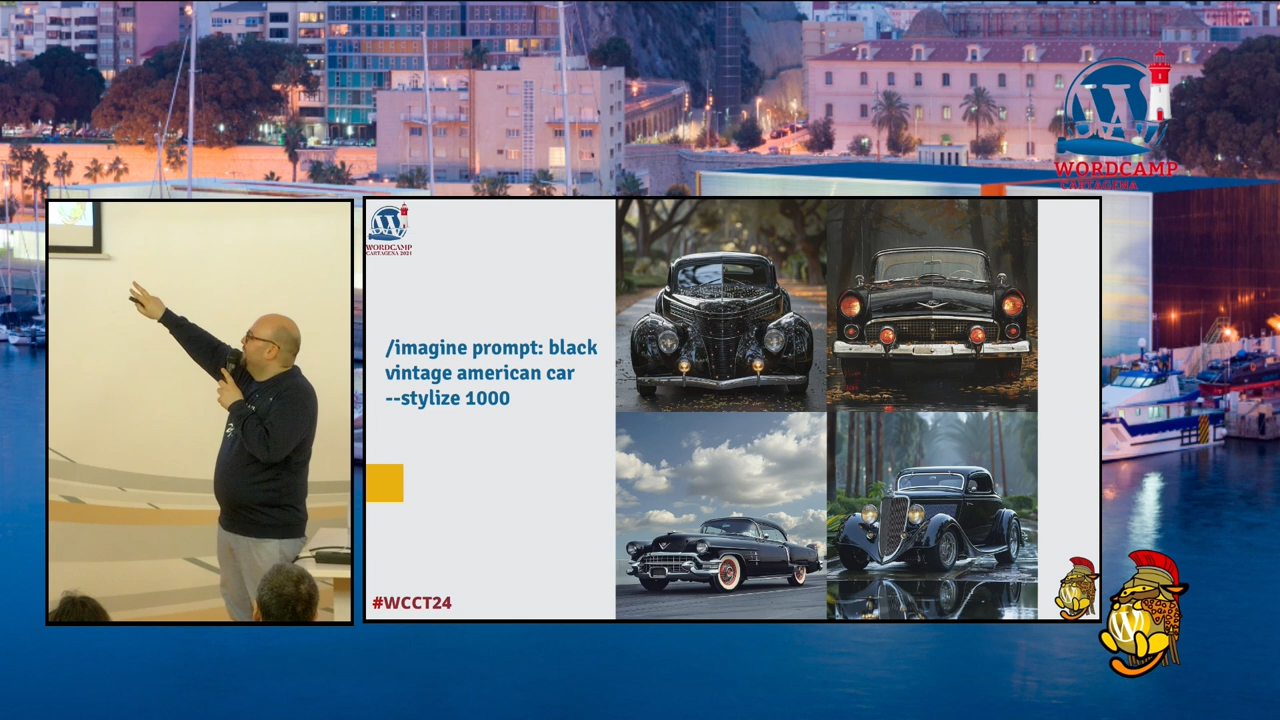 WORDCAMP
CARTAGENA
WORDCAMP
CARTAGENA 2024
/imagine prompt: black
vintage american car
--stylize 1000
#WCCT24